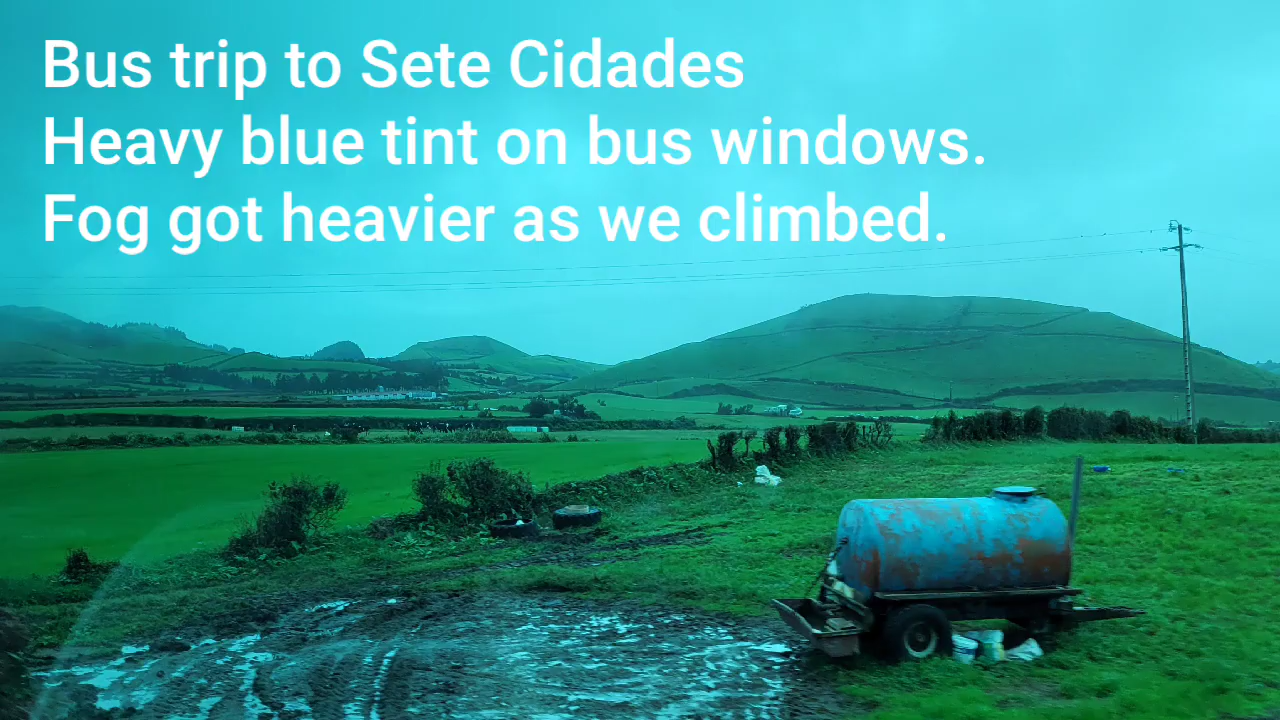 Bus trip to Sete Cidades
Heavy blue tint on bus windows.
Fog got heavier as we climbed.